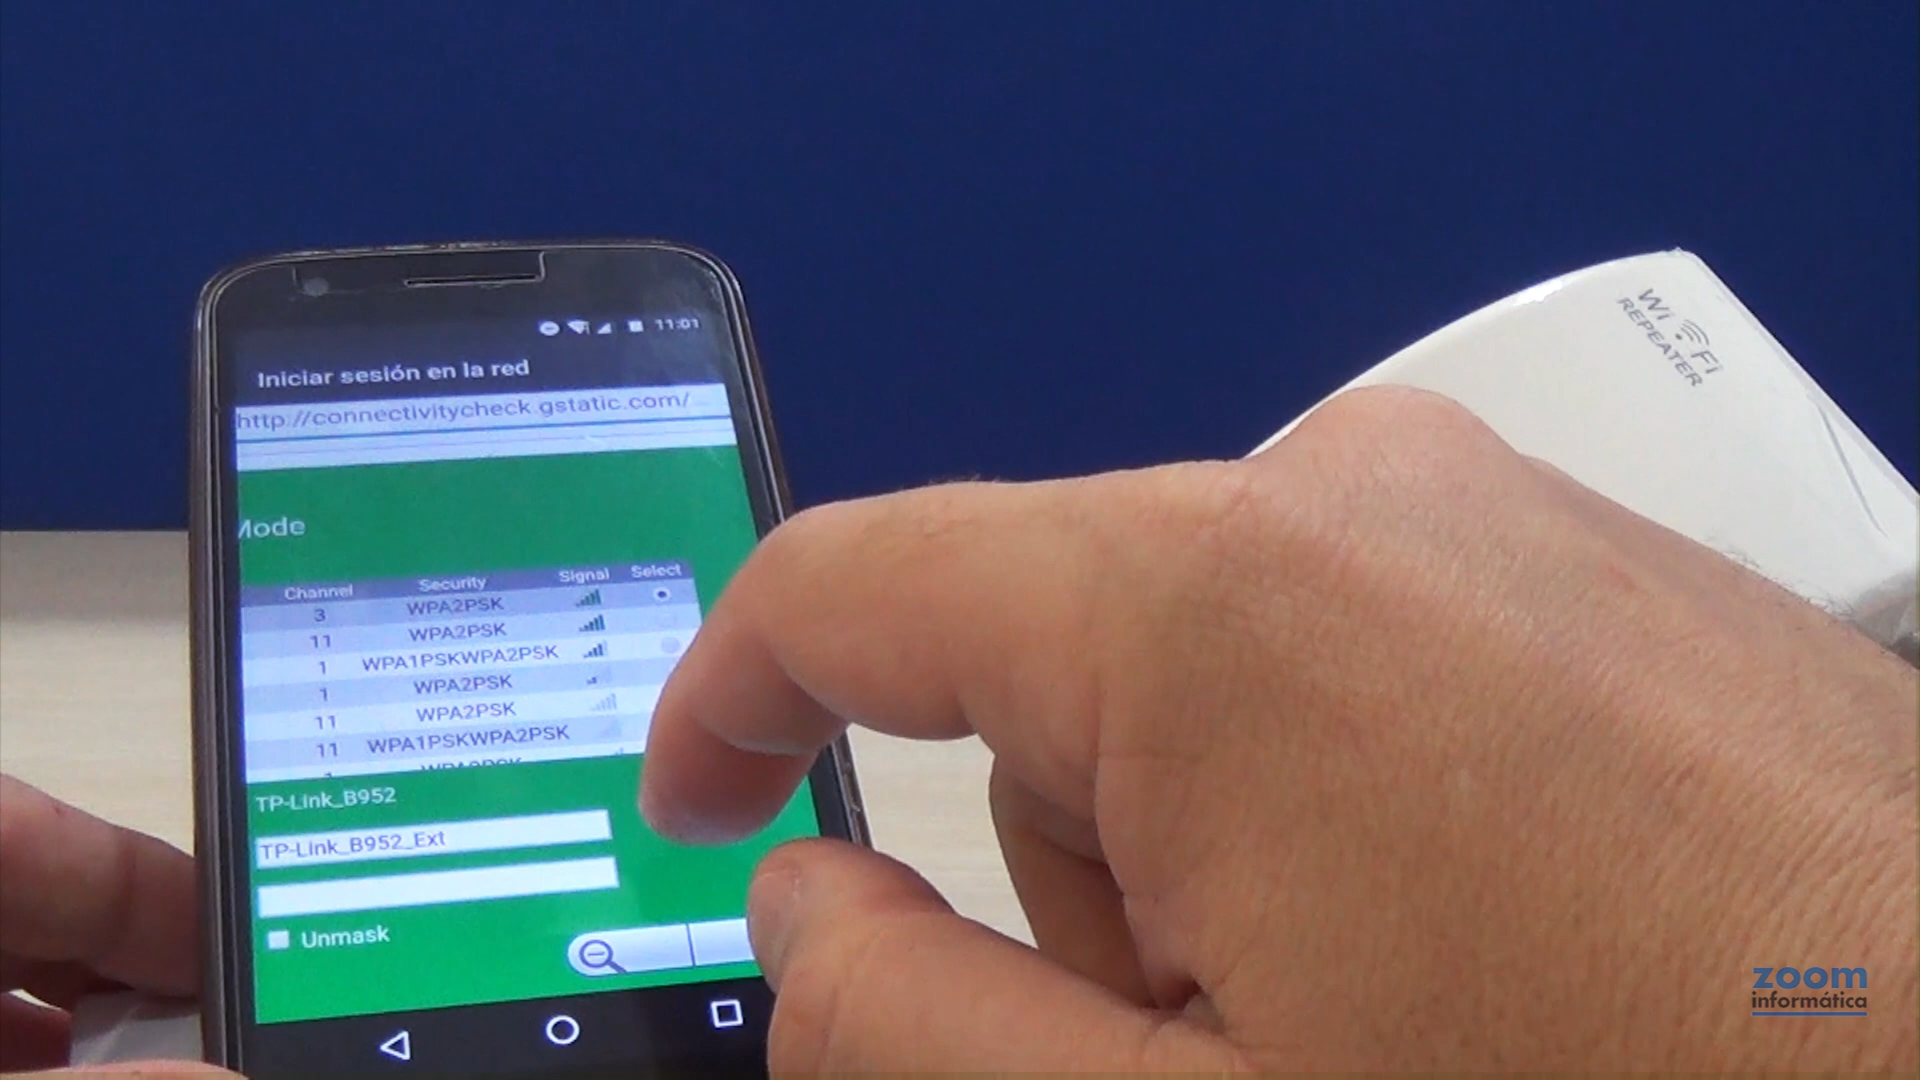 11:01
Iniciar sesión en la red
http://connectivitycheck.gstatic.com/
Mode
Channel Security Signal Select
3 WPA2PSK
11 WPA2PSK
1 WPA1PSKWPA2PSK
1 WPA2PSK
11 WPA2PSK
11 WPA1PSKWPA2PSK
TP-Link_B952
TP-Link_B952_Ext
Unmask
Wi Fi
REPEATER
zoom
informática